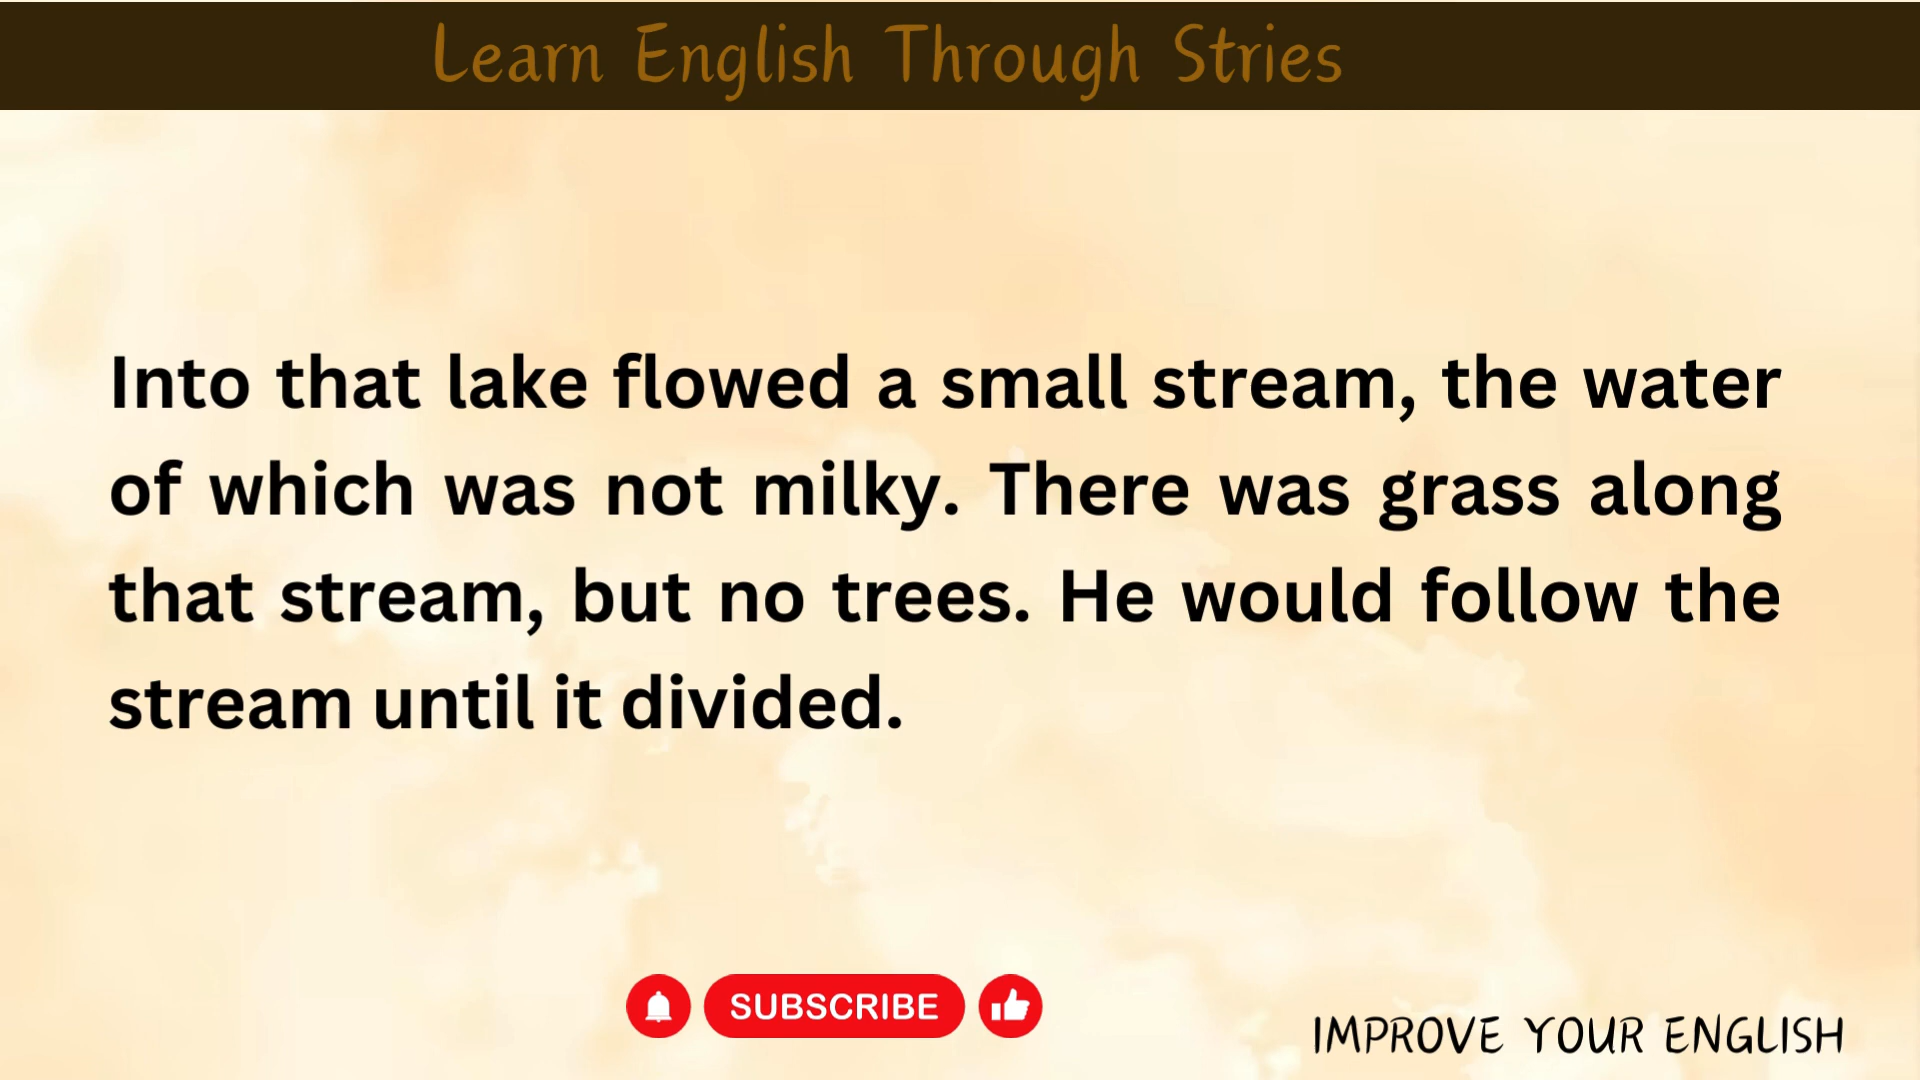 Learn English Through Stries
Into that lake flowed a small stream, the water
of which was not milky. There was grass along
that stream, but no trees. He would follow the
stream until it divided.
SUBSCRIBE
IMPROVE YOUR ENGLISH